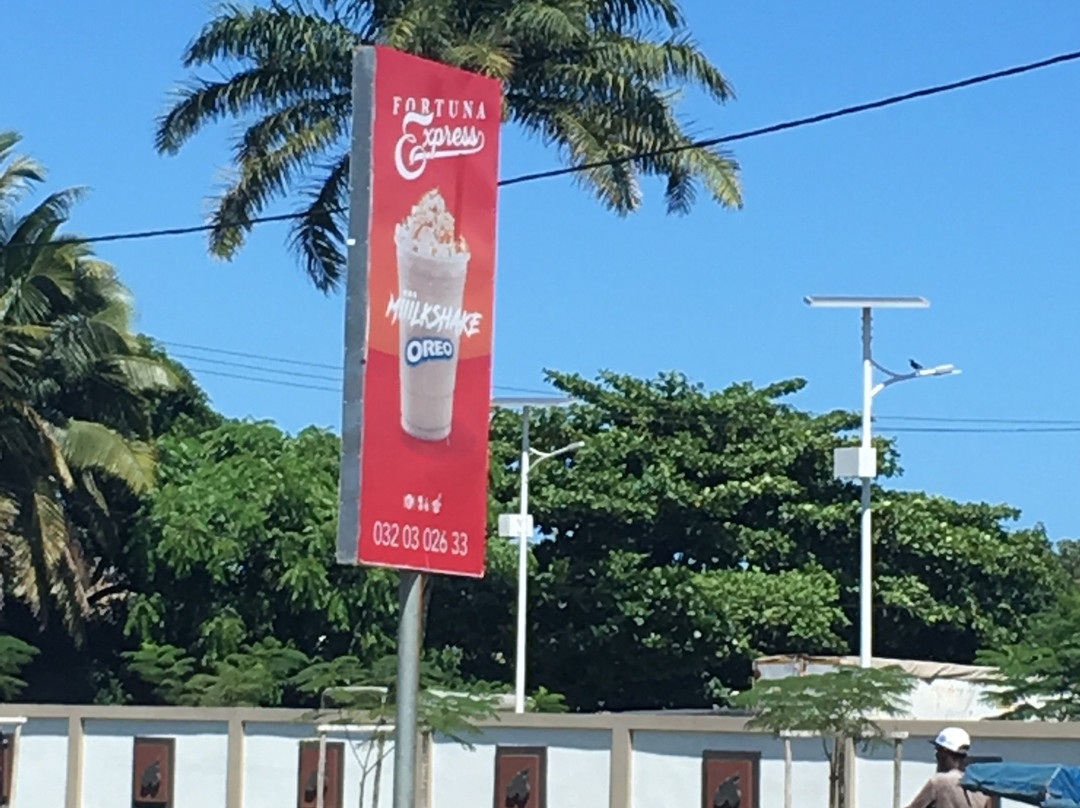 FORTUNA
Express
MiiiLKSHAKE
OREO
032 03 026 33